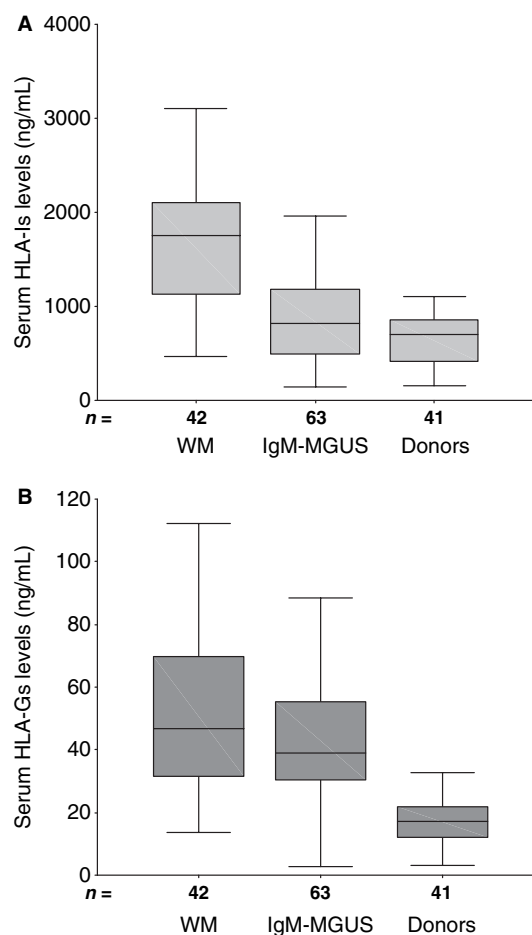 A
Serum HLA-Is levels (ng/mL)
4000
3000
2000
1000
0
n = 42 63 41
WM IgM-MGUS Donors
B
Serum HLA-Gs levels (ng/mL)
120
100
80
60
40
20
0
n = 42 63 41
WM IgM-MGUS Donors